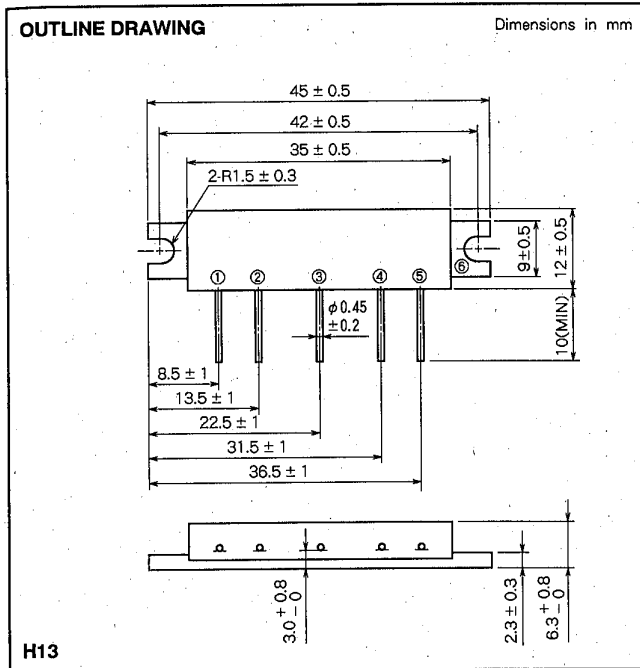 OUTLINE DRAWING
Dimensions in mm
45 ± 0.5
42 ± 0.5
35 ± 0.5
2-R1.5 ± 0.3
9±0.5
12 ± 0.5
⑥
① ② ③ ④ ⑤
φ0.45
±0.2
10(MIN)
8.5 ± 1
13.5 ± 1
22.5 ± 1
31.5 ± 1
36.5 ± 1
3.0 + 0.8
- 0
2.3 ± 0.3
6.3 + 0.8
- 0
H13